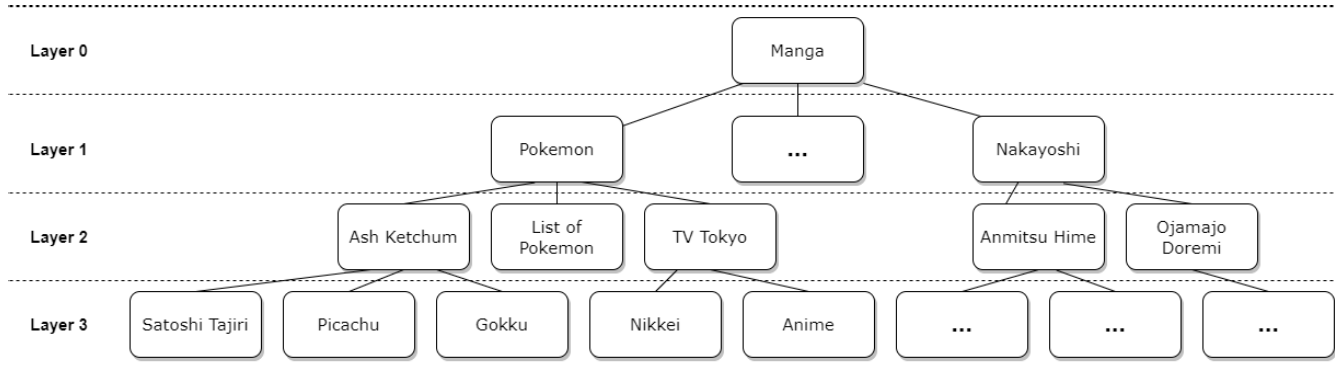 Layer 0
Manga
Layer 1
Pokemon
...
Nakayoshi
Layer 2
Ash Ketchum
List of
Pokemon
TV Tokyo
Anmitsu Hime
Ojamajo
Doremi
Layer 3
Satoshi Tajiri
Picachu
Gokku
Nikkei
Anime
...
...
...